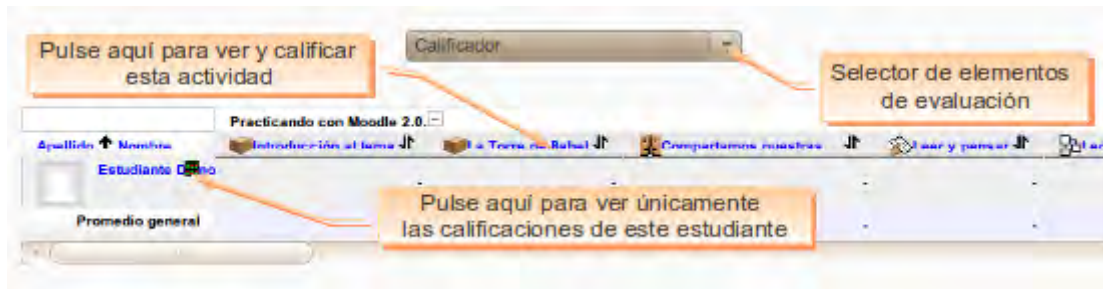 Pulse aquí para ver y calificar
esta actividad
Calificador
Selector de elementos
de evaluación
Practicando con Moodle 2.0.
Apellido Nombre
Introducción al tema
La Torre de Babel
Compartamos nuestras
Leer y pensar
Estudiante Demo
Pulse aquí para ver únicamente
las calificaciones de este estudiante
Promedio general